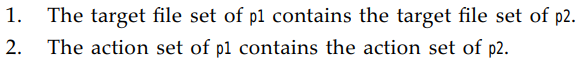 1. The target file set of p1 contains the target file set of p2.
2. The action set of p1 contains the action set of p2.